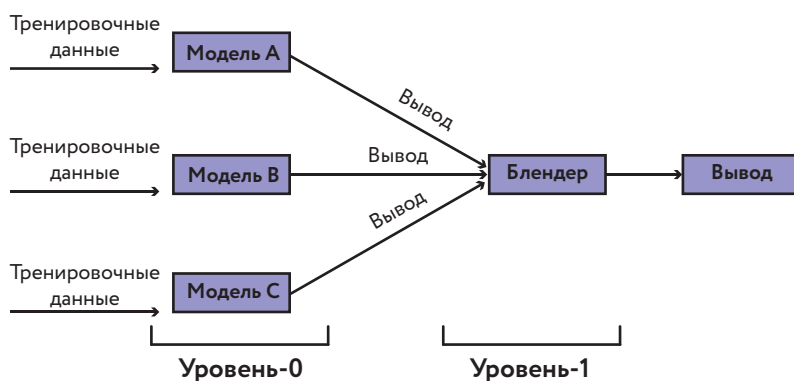 Тренировочные
данные
Модель A
Вывод
Тренировочные
данные
Модель B
Вывод
Блендер
Вывод
Вывод
Тренировочные
данные
Модель C
Уровень-0
Уровень-1